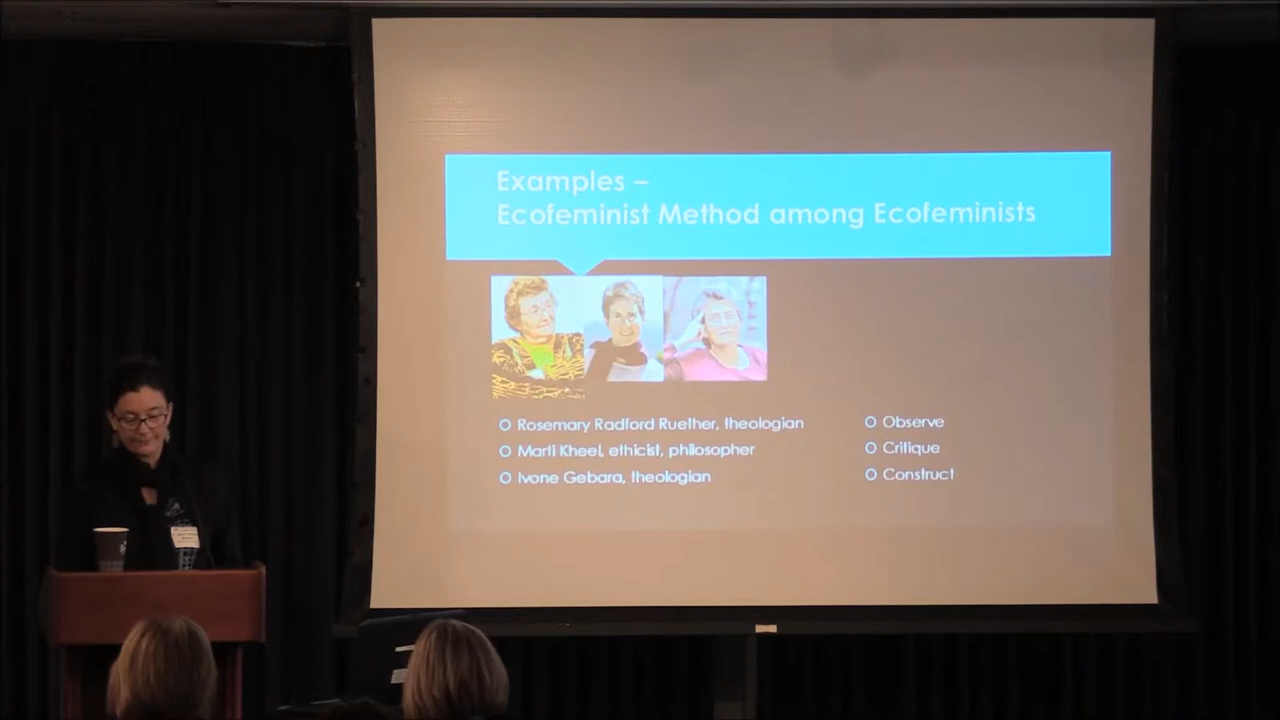 Examples –
Ecofeminist Method among Ecofeminists
Rosemary Radford Ruether, theologian
Marti Kheel, ethicist, philosopher
Ivone Gebara, theologian
Observe
Critique
Construct